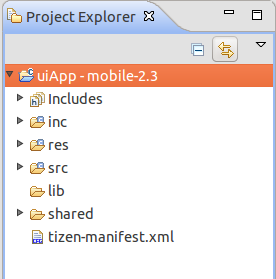 Project Explorer
uiApp - mobile-2.3
Includes
inc
res
src
lib
shared
tizen-manifest.xml